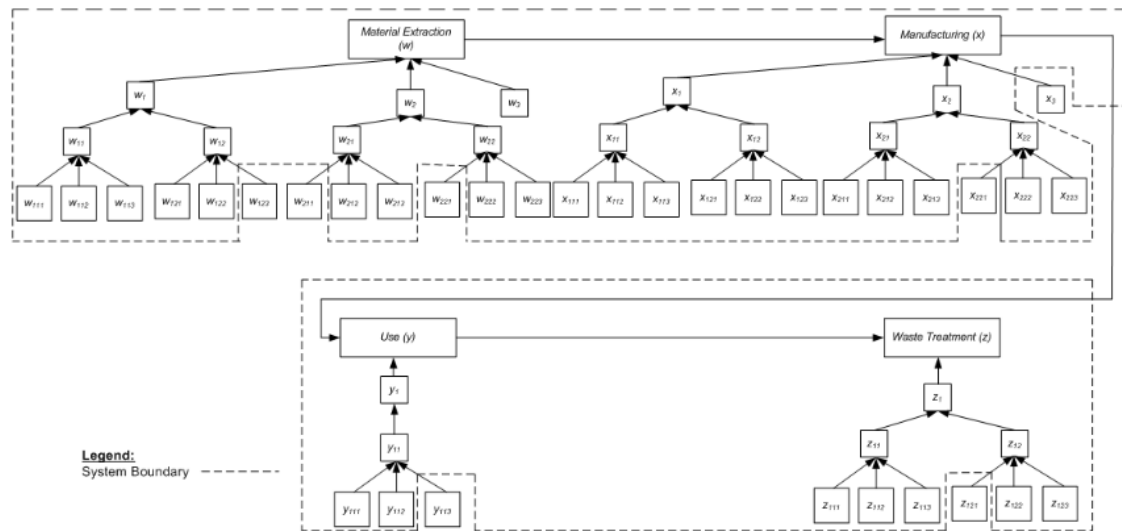 Material Extraction
(w)
Manufacturing (x)
w1
w2
w3
x1
x2
x3
w11
w12
w21
w22
x11
x12
x21
x22
w111
w112
w113
w121
w122
w123
w211
w212
w213
w221
w222
w223
x111
x112
x113
x121
x122
x123
x211
x212
x213
x221
x222
x223
Use (y)
Waste Treatment (z)
y1
z1
y11
z11
z12
y111
y112
y113
z111
z112
z113
z121
z122
z123
Legend:
System Boundary